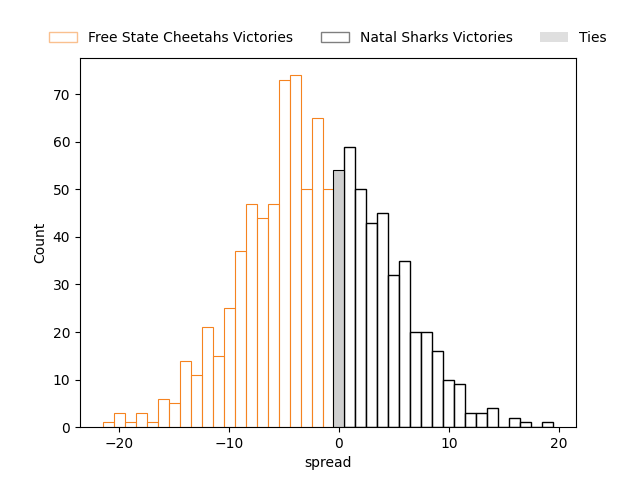 Free State Cheetahs Victories Natal Sharks Victories Ties
70
60
50
40
30
20
10
0
Count
−20 −10 0 10 20
spread